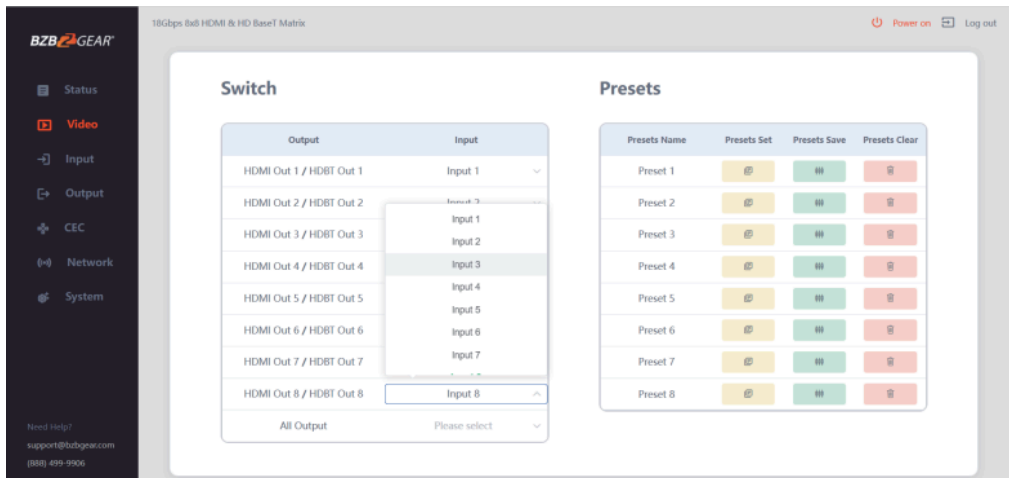 18Gbps 8x8 HDMI & HD BaseT Matrix
Power on
Log out
BZBGEAR
Status
Video
Input
Output
CEC
Network
System
Need Help?
support@bzbgear.com
(888) 499-9906
Switch
Output Input
HDMI Out 1 / HDBT Out 1 Input 1
HDMI Out 2 / HDBT Out 2 Input 2
HDMI Out 3 / HDBT Out 3
HDMI Out 4 / HDBT Out 4
HDMI Out 5 / HDBT Out 5
HDMI Out 6 / HDBT Out 6
HDMI Out 7 / HDBT Out 7
HDMI Out 8 / HDBT Out 8 Input 8
All Output Please select
Input 1
Input 2
Input 3
Input 4
Input 5
Input 6
Input 7
Presets
Presets Name Presets Set Presets Save Presets Clear
Preset 1
Preset 2
Preset 3
Preset 4
Preset 5
Preset 6
Preset 7
Preset 8